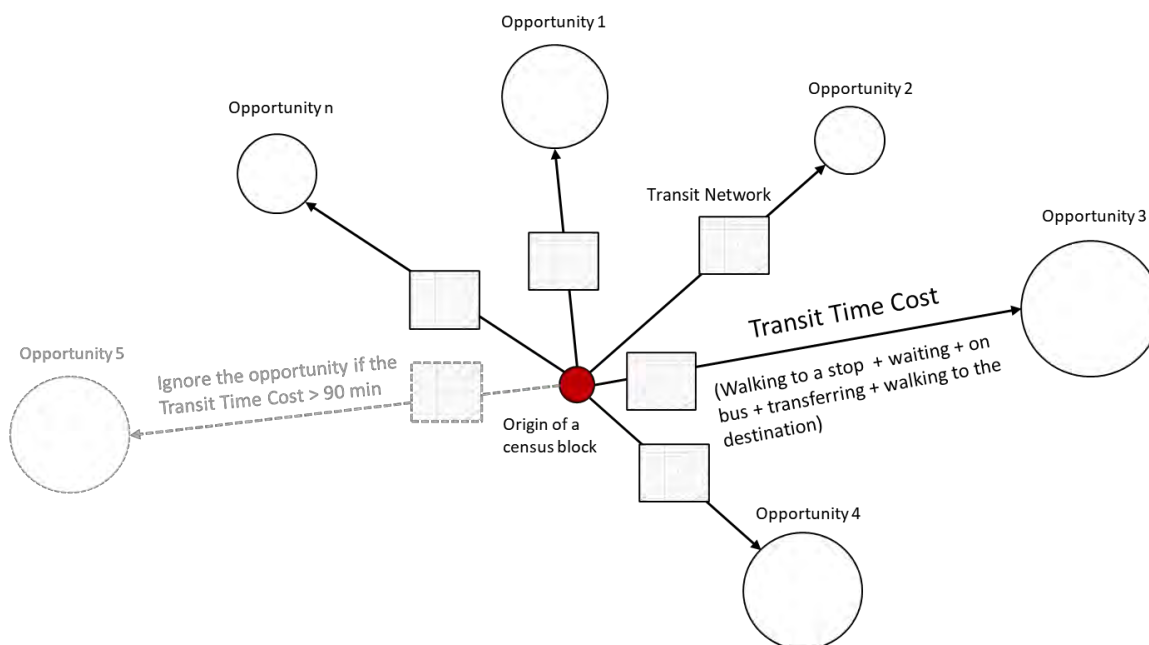 Opportunity 1
Opportunity 2
Opportunity n
Transit Network
Opportunity 3
Transit Time Cost
(Walking to a stop + waiting + on
bus + transferring + walking to the
destination)
Opportunity 5
Ignore the opportunity if the
Transit Time Cost > 90 min
Origin of a
census block
Opportunity 4